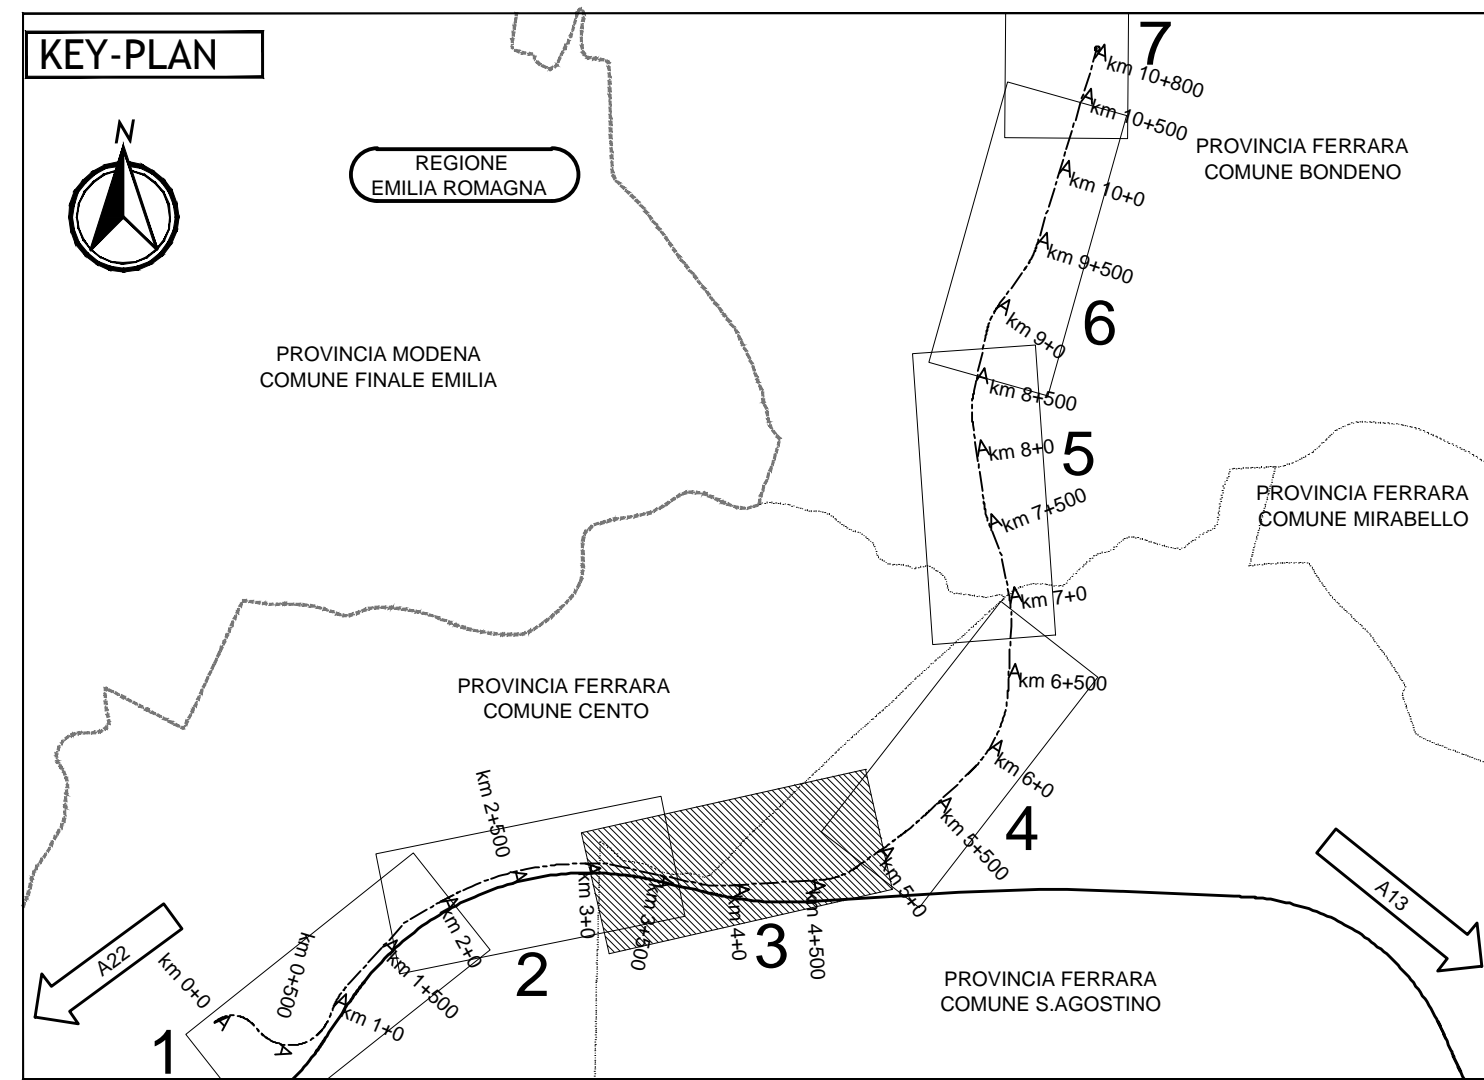 KEY-PLAN
N
REGIONE
EMILIA ROMAGNA
7
km 10+800
km 10+500
PROVINCIA FERRARA
COMUNE BONDENO
km 10+0
km 9+500
6
km 9+0
PROVINCIA MODENA
COMUNE FINALE EMILIA
km 8+500
5
km 8+0
km 7+500
PROVINCIA FERRARA
COMUNE MIRABELLO
km 7+0
km 6+500
PROVINCIA FERRARA
COMUNE CENTO
km 6+0
4
km 5+500
km 5+0
km 4+500
km 4+0
3
km 3+500
km 3+0
km 2+500
2
km 2+0
km 1+500
km 1+0
km 0+500
km 0+0
1
A22
A13
PROVINCIA FERRARA
COMUNE S.AGOSTINO